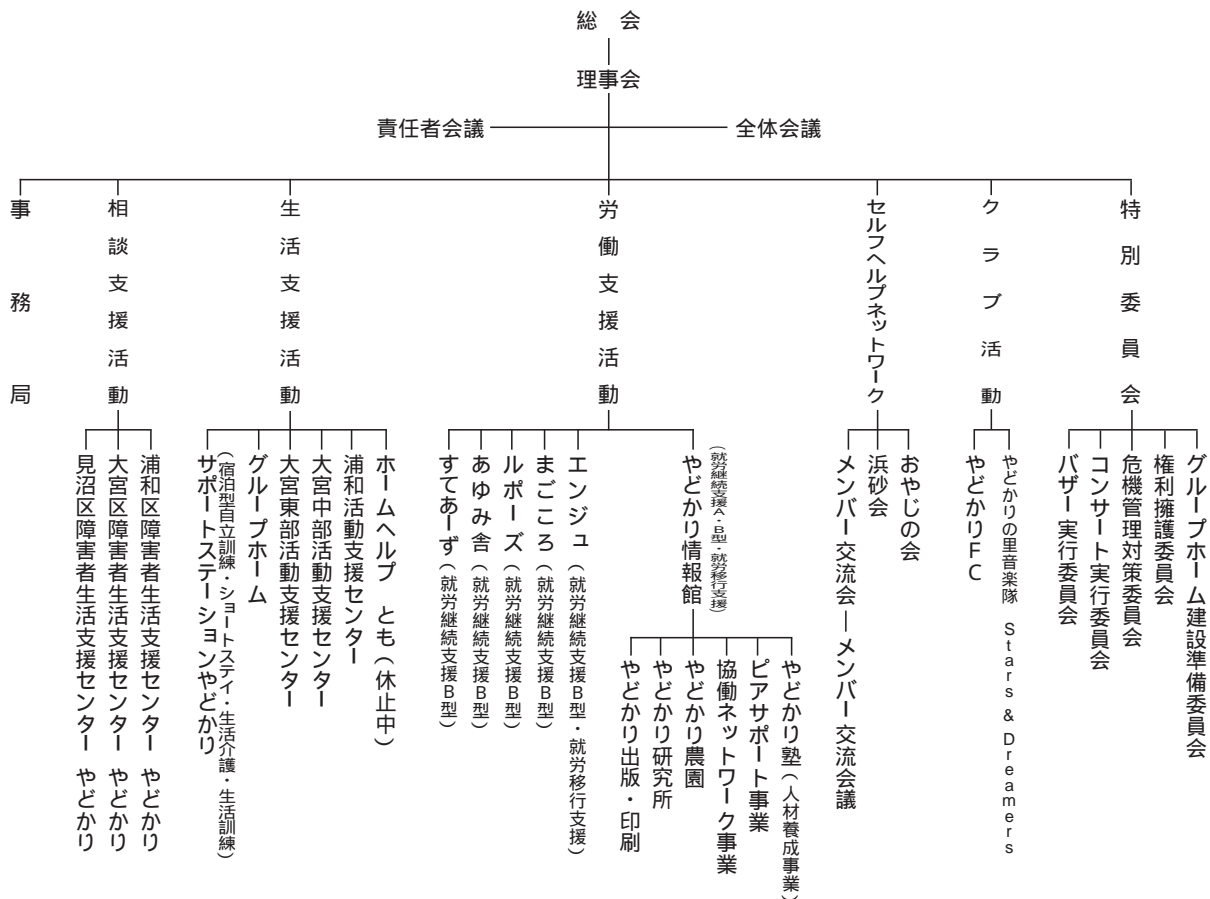 総　会
理事会
責任者会議
全体会議
事務局
相談支援活動
見沼区障害者生活支援センター やどかり
大宮区障害者生活支援センター やどかり
浦和区障害者生活支援センター やどかり
生活支援活動
サポートステーションやどかり
（宿泊型自立訓練・ショートステイ・生活介護・生活訓練）
グループホーム
大宮東部活動支援センター
大宮中部活動支援センター
浦和活動支援センター
ホームヘルプ とも（休止中）
労働支援活動
すてあーず（就労継続支援B型）
あゆみ舎（就労継続支援B型）
ルポーズ（就労継続支援B型）
まごころ（就労継続支援B型）
エンジュ（就労継続支援B型・就労移行支援）
やどかり情報館
（就労継続支援A・B型・就労移行支援）
やどかり出版・印刷
やどかり研究所
やどかり農園
協働ネットワーク事業
ピアサポート事業
やどかり塾（人材養成事業）
セルフヘルプネットワーク
メンバー交流会
メンバー交流会議
浜砂会
おやじの会
クラブ活動
やどかりFC
やどかりの里音楽隊 Stars & Dreamers
特別委員会
バザー実行委員会
コンサート実行委員会
危機管理対策委員会
権利擁護委員会
グループホーム建設準備委員会